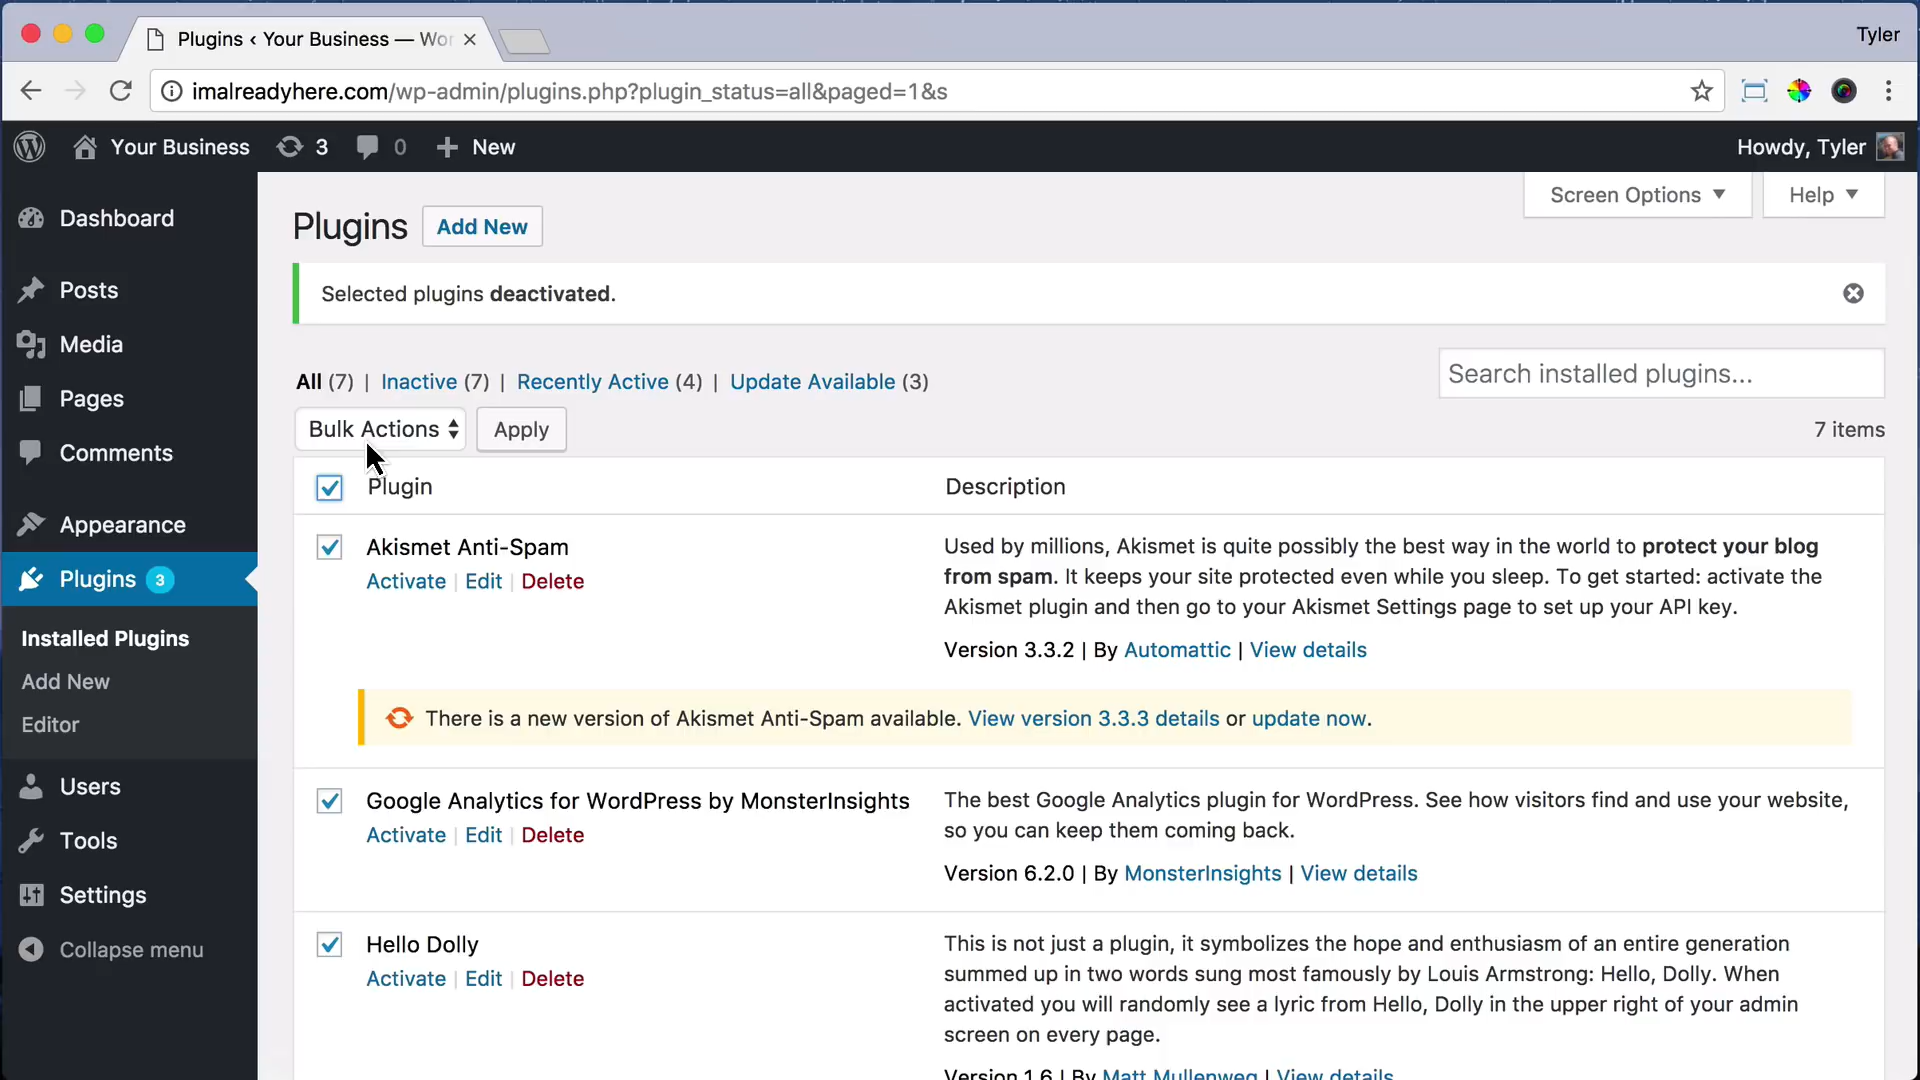 Plugins ‹ Your Business — Wor
Tyler
imalreadyhere.com/wp-admin/plugins.php?plugin_status=all&paged=1&s
Your Business 3 0 New
Howdy, Tyler
Dashboard
Posts
Media
Pages
Comments
Appearance
Plugins 3
Installed Plugins
Add New
Editor
Users
Tools
Settings
Collapse menu
Screen Options
Help
Plugins Add New
Selected plugins deactivated.
All (7) | Inactive (7) | Recently Active (4) | Update Available (3)
Search installed plugins...
Bulk Actions Apply
7 items
Plugin Description
Akismet Anti-Spam
Activate | Edit | Delete
Used by millions, Akismet is quite possibly the best way in the world to protect your blog
from spam. It keeps your site protected even while you sleep. To get started: activate the
Akismet plugin and then go to your Akismet Settings page to set up your API key.
Version 3.3.2 | By Automattic | View details
There is a new version of Akismet Anti-Spam available. View version 3.3.3 details or update now.
Google Analytics for WordPress by MonsterInsights
Activate | Edit | Delete
The best Google Analytics plugin for WordPress. See how visitors find and use your website,
so you can keep them coming back.
Version 6.2.0 | By MonsterInsights | View details
Hello Dolly
Activate | Edit | Delete
This is not just a plugin, it symbolizes the hope and enthusiasm of an entire generation
summed up in two words sung most famously by Louis Armstrong: Hello, Dolly. When
activated you will randomly see a lyric from Hello, Dolly in the upper right of your admin
screen on every page.
Version 1.6 | By Matt Mullenweg | View details